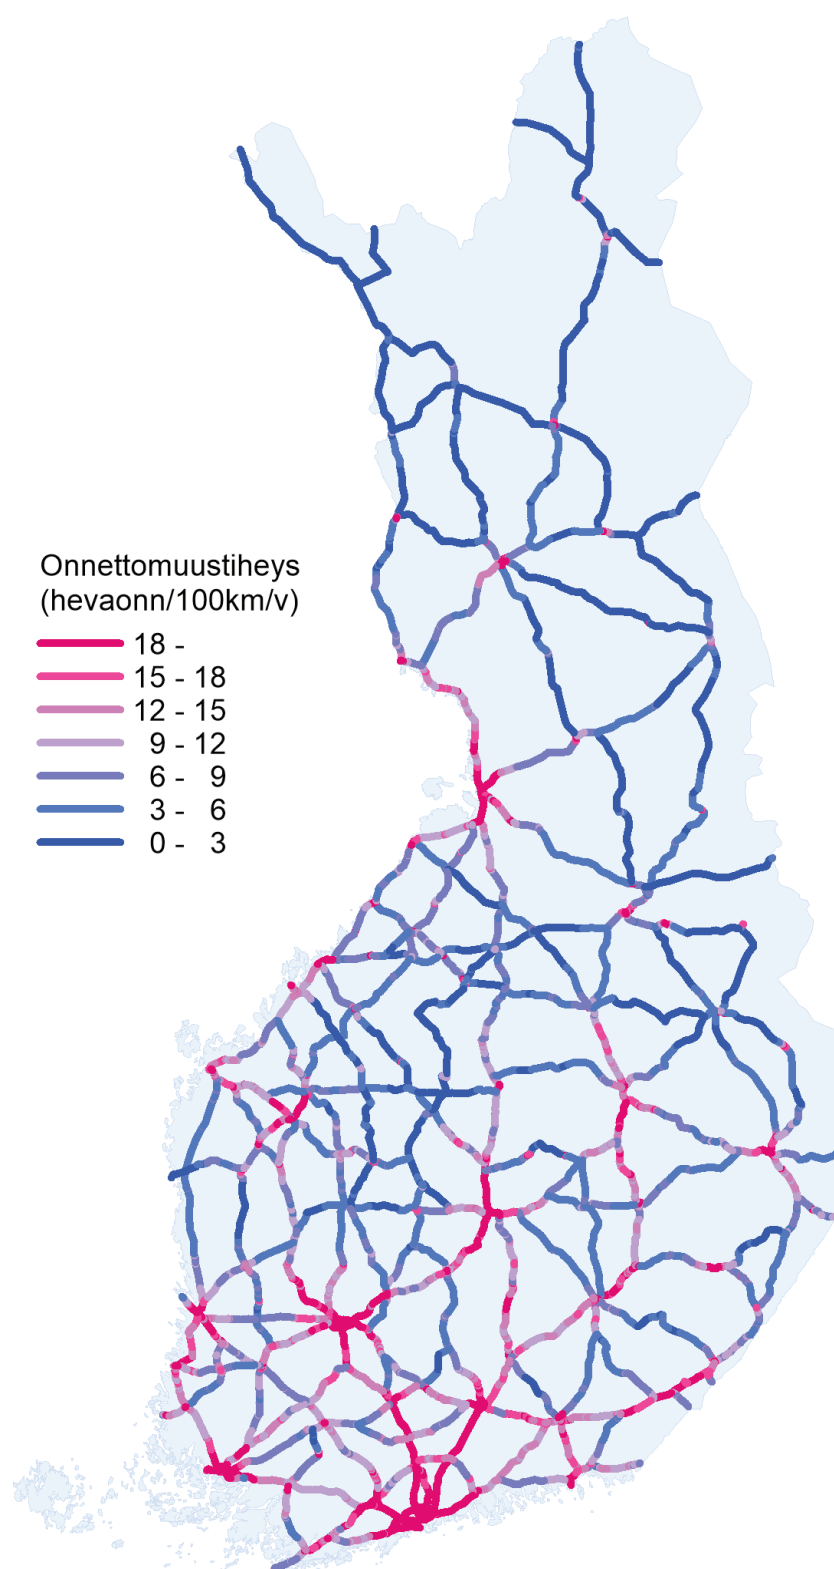 Onnettomuustiheys
(hevaonn/100km/v)
18 -
15 - 18
12 - 15
9 - 12
6 - 9
3 - 6
0 - 3